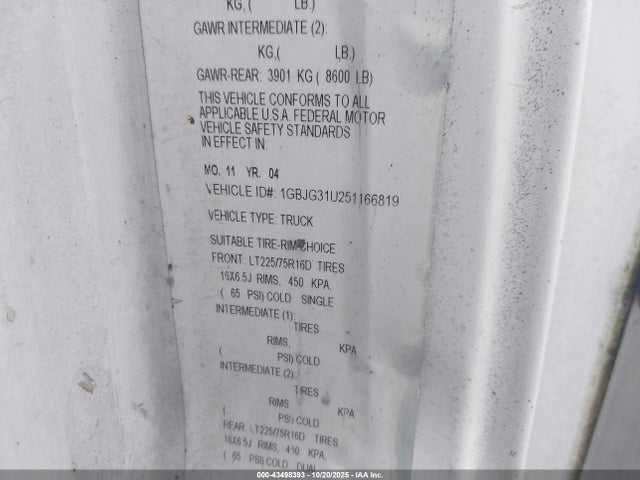 KG, ( LB.)
GAWR INTERMEDIATE (2):
KG,( LB)
GAWR-REAR: 3901 KG ( 8600 LB)
THIS VEHICLE CONFORMS TO ALL
APPLICABLE U.S.A. FEDERAL MOTOR
VEHICLE SAFETY STANDARDS
IN EFFECT IN:
MO. 11 YR. 04
VEHICLE ID#: 1GBJG31U251166819
VEHICLE TYPE: TRUCK
SUITABLE TIRE-RIM CHOICE
FRONT: LT225/75R16D TIRES
16X6.5J RIMS, 450 KPA,
( 65 PSI) COLD SINGLE
INTERMEDIATE (1):
TIRES
RIMS, KPA
( PSI) COLD
INTERMEDIATE (2):
TIRES
RIMS KPA
( PSI) COLD
REAR: LT225/75R16D TIRES
16X6.5J RIMS, 450 KPA,
( 65 PSI) COLD DUAL
000-43498393 - 10/20/2025 - Copyright © 2025 IAA, Inc.